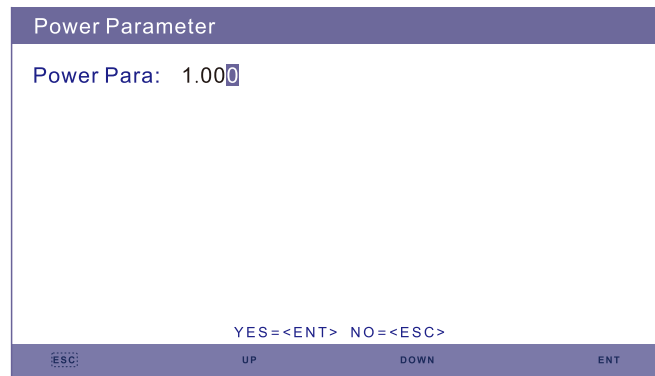 Power Parameter
Power Para: 1.000
YES=<ENT> NO=<ESC>
ESC UP DOWN ENT